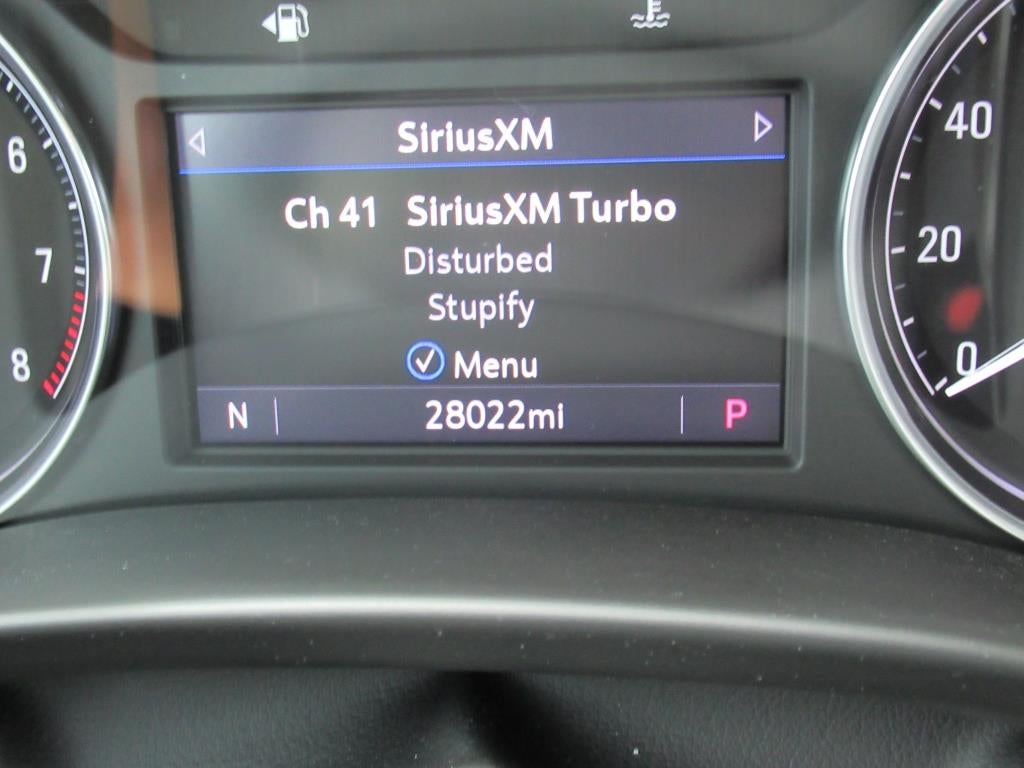 SiriusXM
Ch 41 SiriusXM Turbo
Disturbed
Stupify
Menu
N 28022mi P
6
7
8
40
20
0